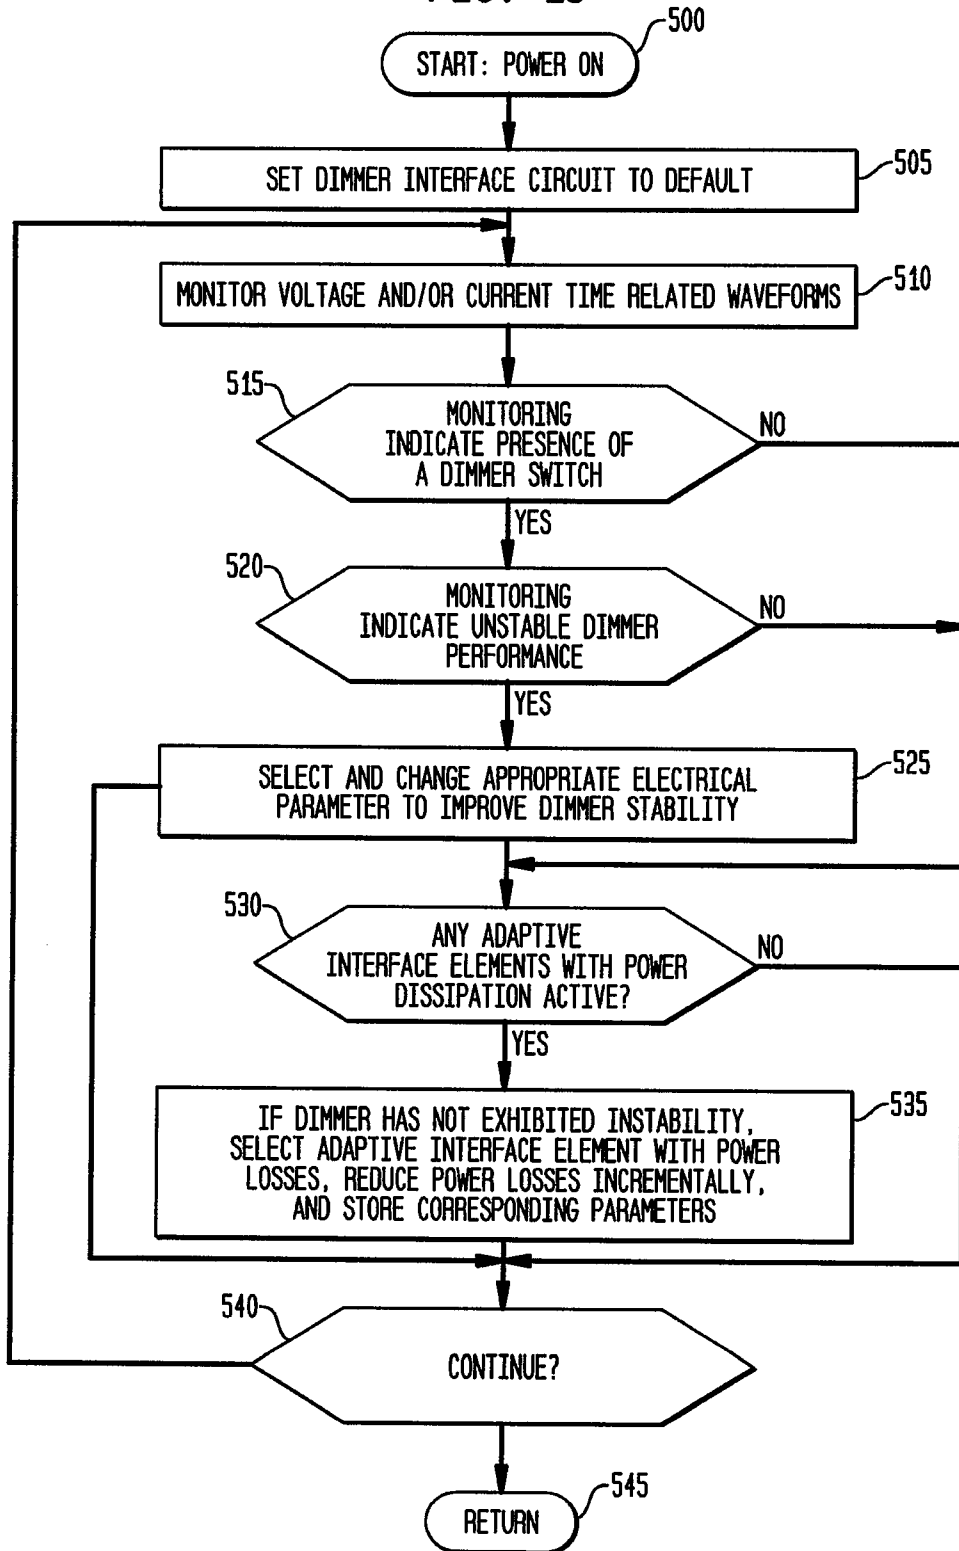 500
START: POWER ON
SET DIMMER INTERFACE CIRCUIT TO DEFAULT
505
MONITOR VOLTAGE AND/OR CURRENT TIME RELATED WAVEFORMS
510
515
MONITORING
INDICATE PRESENCE OF
A DIMMER SWITCH
NO
YES
520
MONITORING
INDICATE UNSTABLE DIMMER
PERFORMANCE
NO
YES
SELECT AND CHANGE APPROPRIATE ELECTRICAL
PARAMETER TO IMPROVE DIMMER STABILITY
525
530
ANY ADAPTIVE
INTERFACE ELEMENTS WITH POWER
DISSIPATION ACTIVE?
NO
YES
IF DIMMER HAS NOT EXHIBITED INSTABILITY,
SELECT ADAPTIVE INTERFACE ELEMENT WITH POWER
LOSSES, REDUCE POWER LOSSES INCREMENTALLY,
AND STORE CORRESPONDING PARAMETERS
535
540
CONTINUE?
545
RETURN